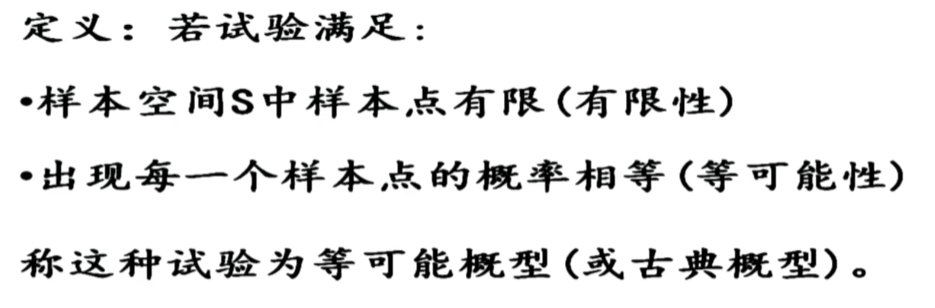 定义：若试验满足：
•样本空间S中样本点有限(有限性)
•出现每一个样本点的概率相等(等可能性)
称这种试验为等可能概型(或古典概型)。